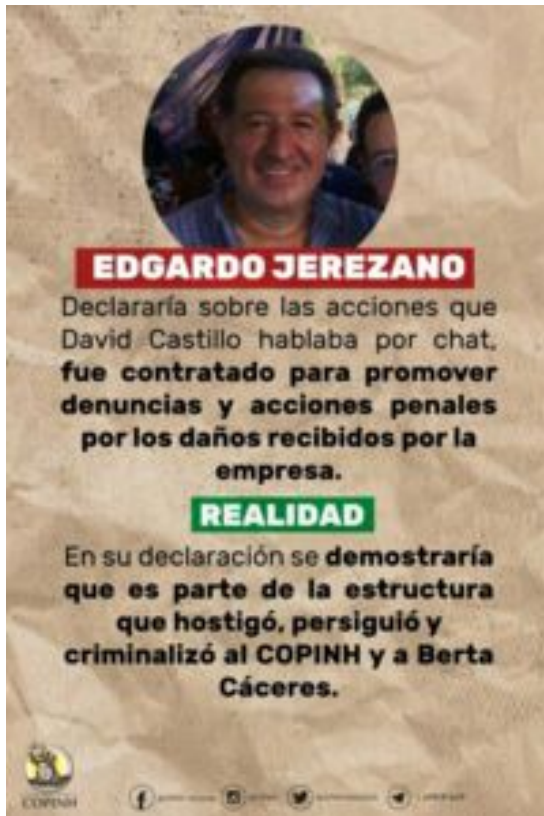 EDGARDO JEREZANO
Declararía sobre las acciones que
David Castillo hablaba por chat,
fue contratado para promover
denuncias y acciones penales
por los daños recibidos por la
empresa.
REALIDAD
En su declaración se demostraría
que es parte de la estructura
que hostigó, persiguió y
criminalizó al COPINH y a Berta
Cáceres.
COPINH